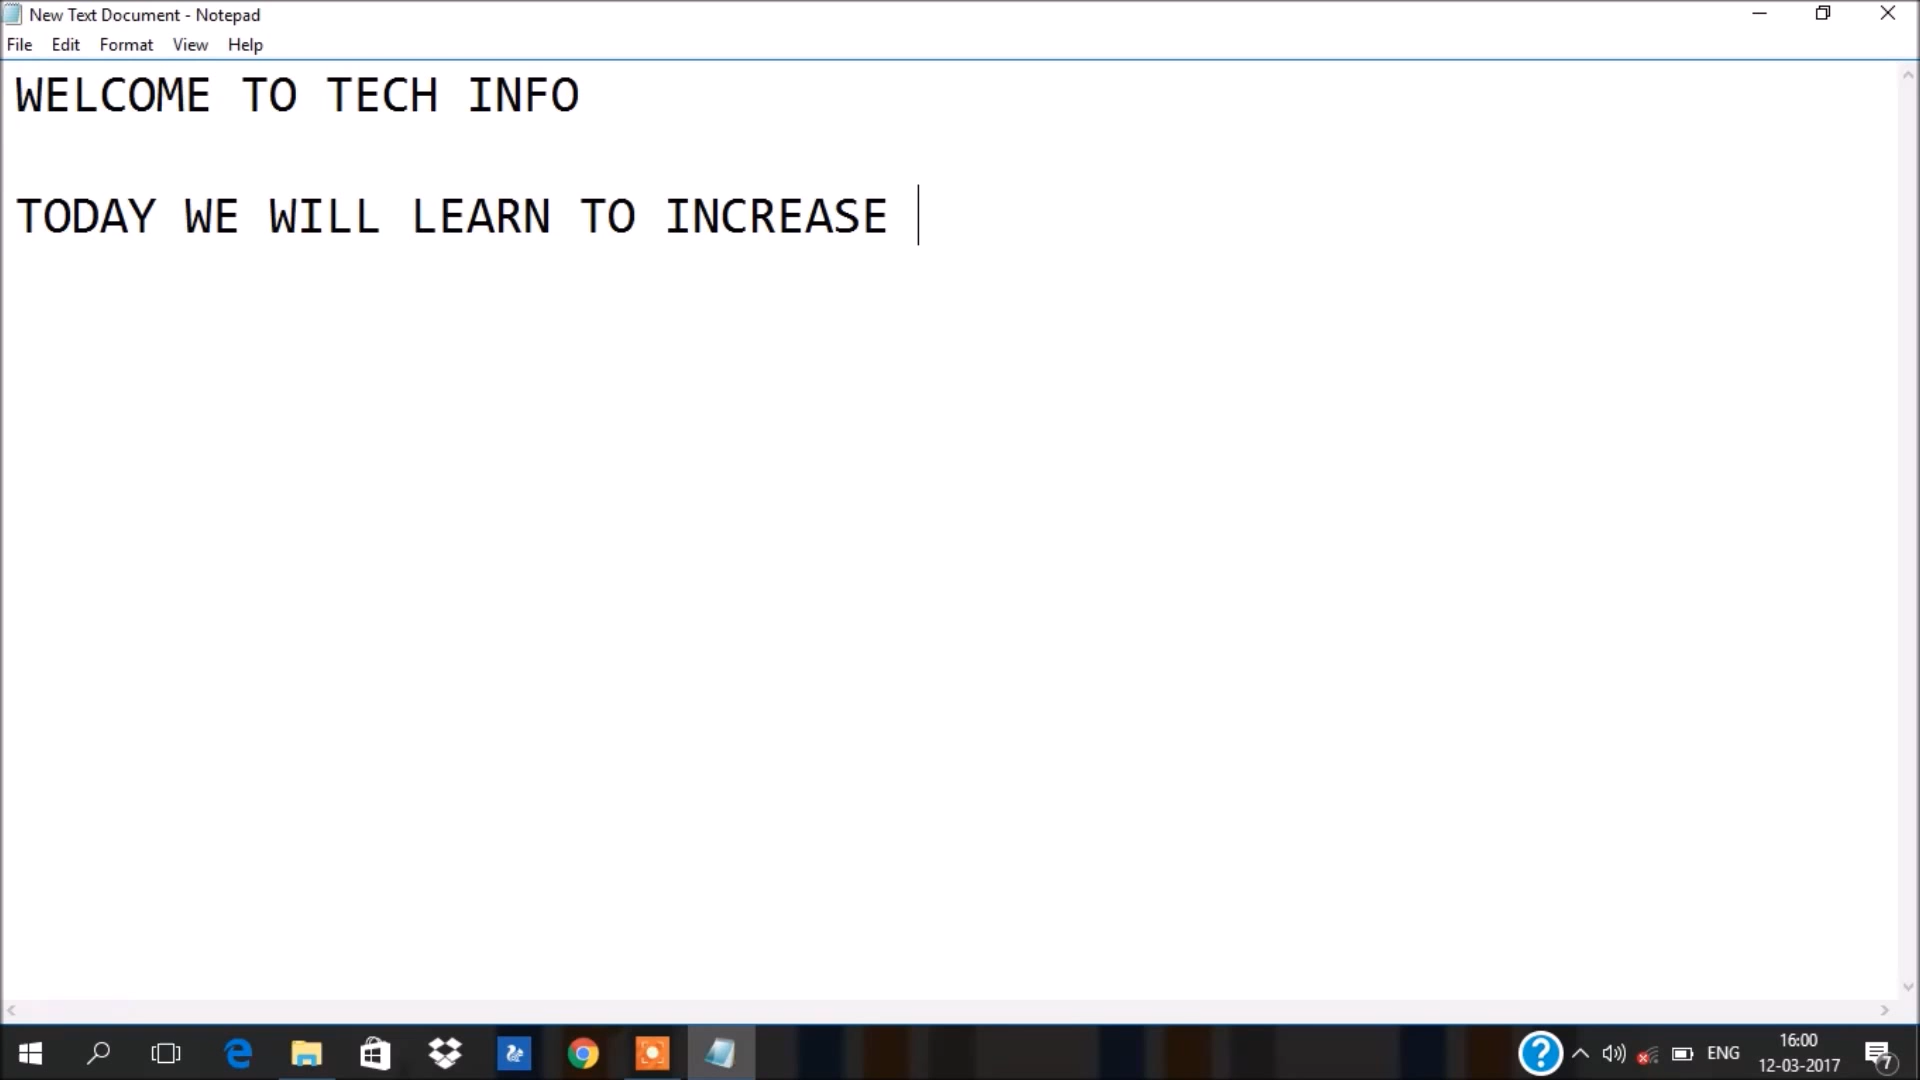 New Text Document - Notepad
File Edit Format View Help
WELCOME TO TECH INFO
TODAY WE WILL LEARN TO INCREASE
ENG
16:00
12-03-2017
7